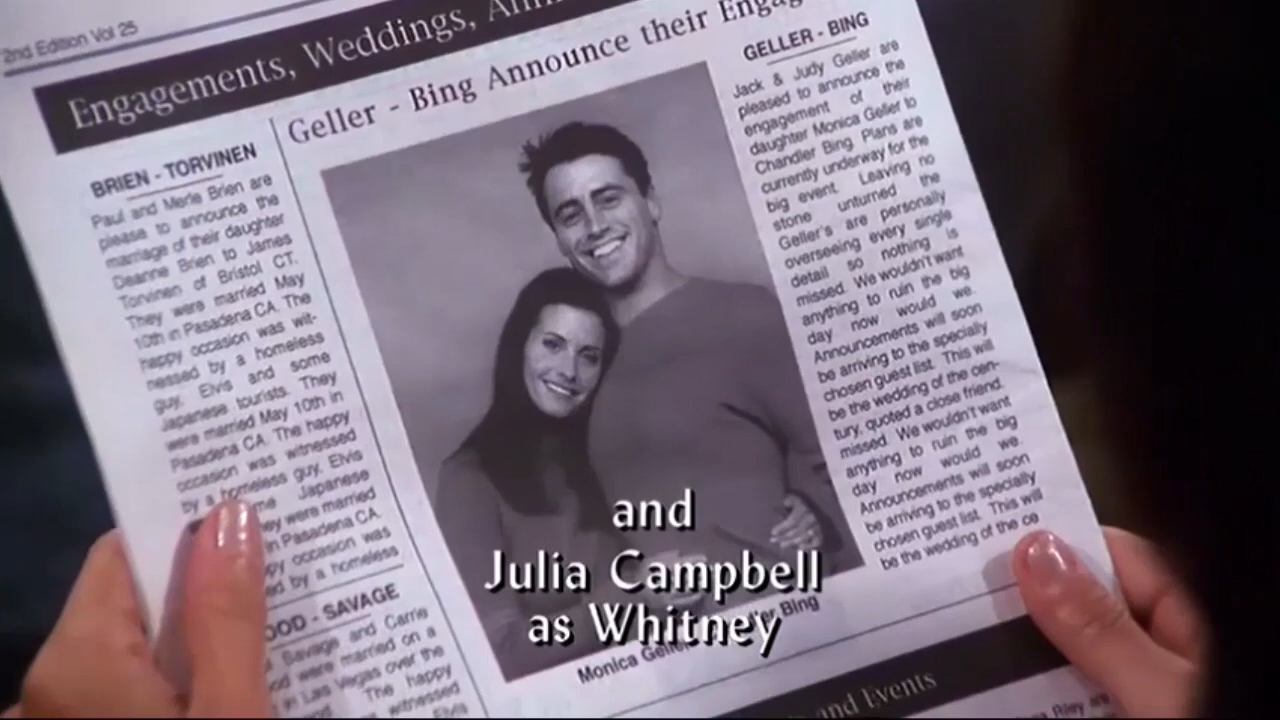 2nd Edition Vol 25
Engagements, Weddings,
Geller - Bing Announce their
BRIEN - TORVINEN
Paul and Merle Brien are
please to announce the
marriage of their daughter
Deanne Brien to James
Torvinen of Bristol CT.
They were married May
10th in Pasadena CA. The
happy occasion was wit-
nessed by a homeless
guy. Elvis and some
Japanese tourists. They
were married May 10th in
Pasadena CA. The happy
occasion was witnessed
by a homeless guy. Elvis
me Japanese
ey were married
in Pasadena CA.
py occasion was
ed by a homeless
OOD - SAVAGE
Savage and Carrie
were married on a
in Las Vegas over the
The happy
witnessed
Elvis
GELLER - BING
Jack & Judy Geller are
pleased to announce the
engagement of their
daughter Monica Geller to
Chandler Bing. Plans are
currently underway for the
big event. Leaving no
stone unturned the
Geller's are personally
overseeing every single
detail so nothing is
missed. We wouldn't want
anything to ruin the big
day now would we.
Announcements will soon
be arriving to the specially
chosen guest list. This will
be the wedding of the cen-
tury, quoted a close friend.
missed. We wouldn't want
anything to ruin the big
day now would we.
Announcements will soon
be arriving to the specially
chosen guest list. This will
be the wedding of the ce
Monica Bing
and Events
Riley are
and
Julia Campbell
as Whitney